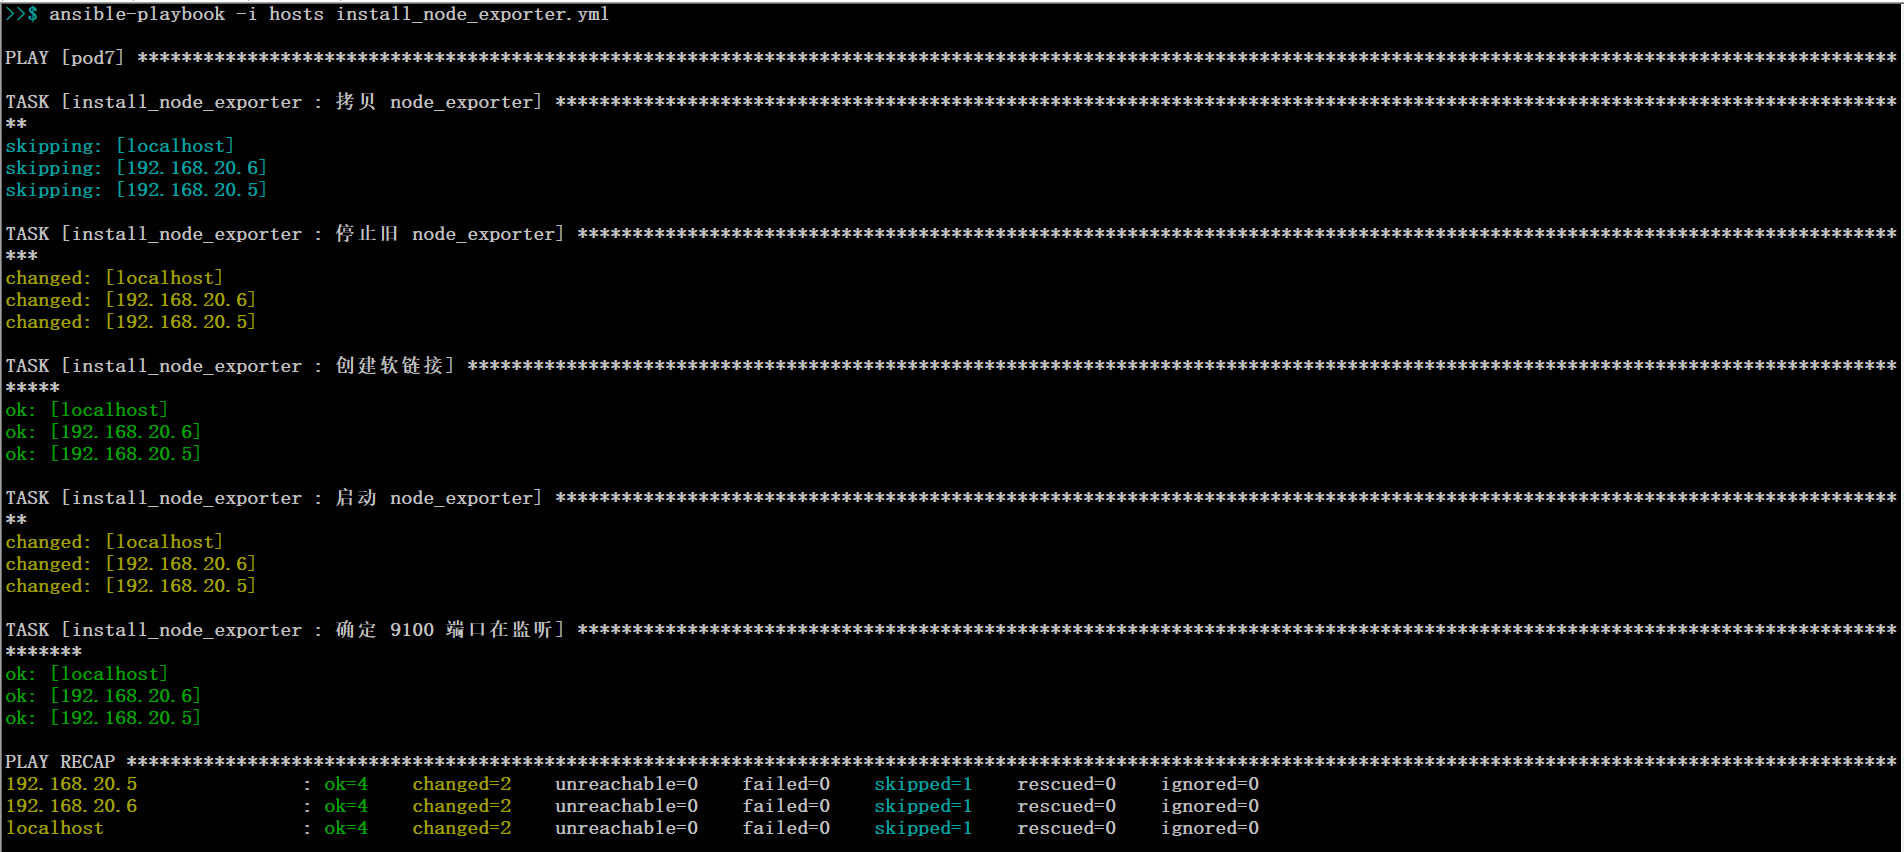 >>$ ansible-playbook -i hosts install_node_exporter.yml
PLAY [pod7] ****************************************************************************************************************************************************************
TASK [install_node_exporter : 拷贝 node_exporter] **************************************************************************************************************************
**
skipping: [localhost]
skipping: [192.168.20.6]
skipping: [192.168.20.5]
TASK [install_node_exporter : 停止旧 node_exporter] ************************************************************************************************************************
***
changed: [localhost]
changed: [192.168.20.6]
changed: [192.168.20.5]
TASK [install_node_exporter : 创建软链接] **********************************************************************************************************************************
*****
ok: [localhost]
ok: [192.168.20.6]
ok: [192.168.20.5]
TASK [install_node_exporter : 启动 node_exporter] **************************************************************************************************************************
**
changed: [localhost]
changed: [192.168.20.6]
changed: [192.168.20.5]
TASK [install_node_exporter : 确定 9100 端口在监听] ************************************************************************************************************************
*******
ok: [localhost]
ok: [192.168.20.6]
ok: [192.168.20.5]
PLAY RECAP *****************************************************************************************************************************************************************
192.168.20.5 : ok=4 changed=2 unreachable=0 failed=0 skipped=1 rescued=0 ignored=0
192.168.20.6 : ok=4 changed=2 unreachable=0 failed=0 skipped=1 rescued=0 ignored=0
localhost : ok=4 changed=2 unreachable=0 failed=0 skipped=1 rescued=0 ignored=0